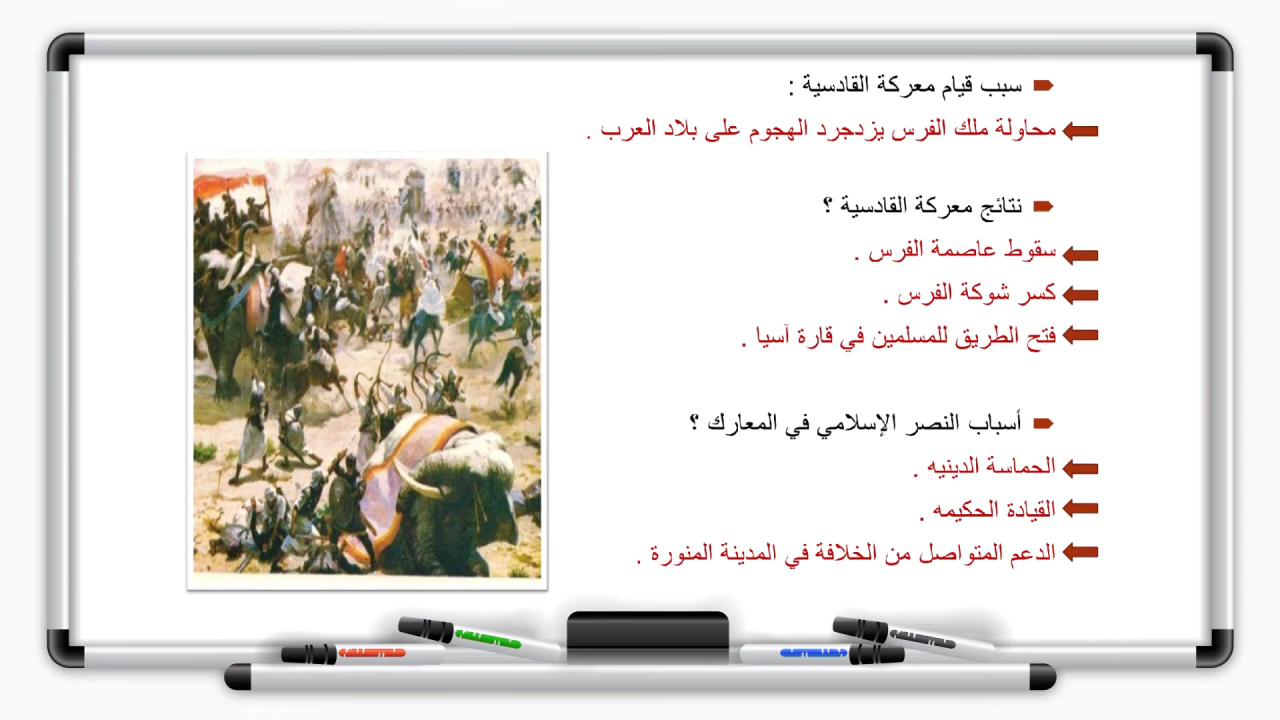 سبب قيام معركة القادسية :
محاولة ملك الفرس يزدجرد الهجوم على بلاد العرب .
نتائج معركة القادسية ؟
سقوط عاصمة الفرس .
كسر شوكة الفرس .
فتح الطريق للمسلمين في قارة آسيا .
أسباب النصر الإسلامي في المعارك ؟
الحماسة الدينيه .
القيادة الحكيمه .
الدعم المتواصل من الخلافة في المدينة المنورة .